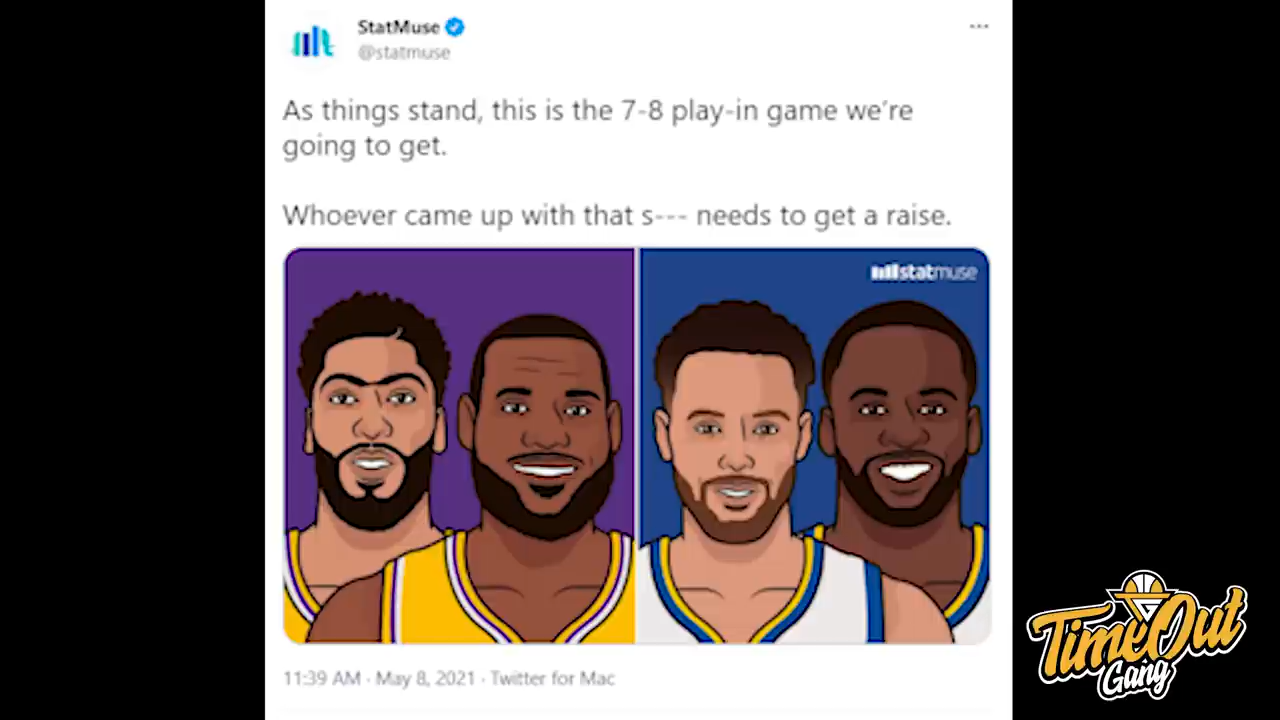 StatMuse
@statmuse
As things stand, this is the 7-8 play-in game we're
going to get.
Whoever came up with that s--- needs to get a raise.
statmuse
11:39 AM · May 8, 2021 · Twitter for Mac
TimeOut
Gang